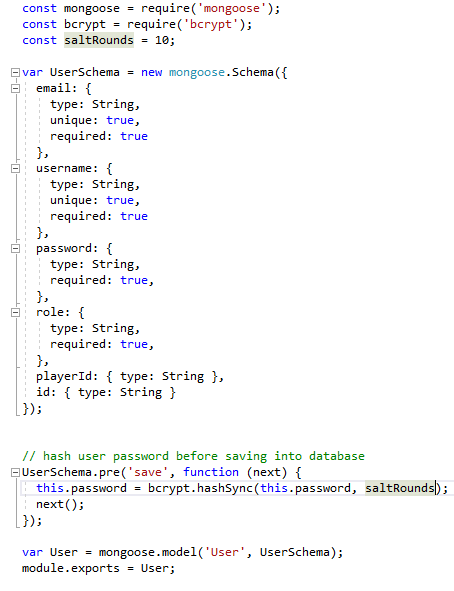 const mongoose = require('mongoose');
const bcrypt = require('bcrypt');
const saltRounds = 10;
var UserSchema = new mongoose.Schema({
  email: {
    type: String,
    unique: true,
    required: true
  },
  username: {
    type: String,
    unique: true,
    required: true
  },
  password: {
    type: String,
    required: true,
  },
  role: {
    type: String,
    required: true,
  },
  playerId: { type: String },
  id: { type: String }
});
// hash user password before saving into database
UserSchema.pre('save', function (next) {
  this.password = bcrypt.hashSync(this.password, saltRounds);
  next();
});
var User = mongoose.model('User', UserSchema);
module.exports = User;